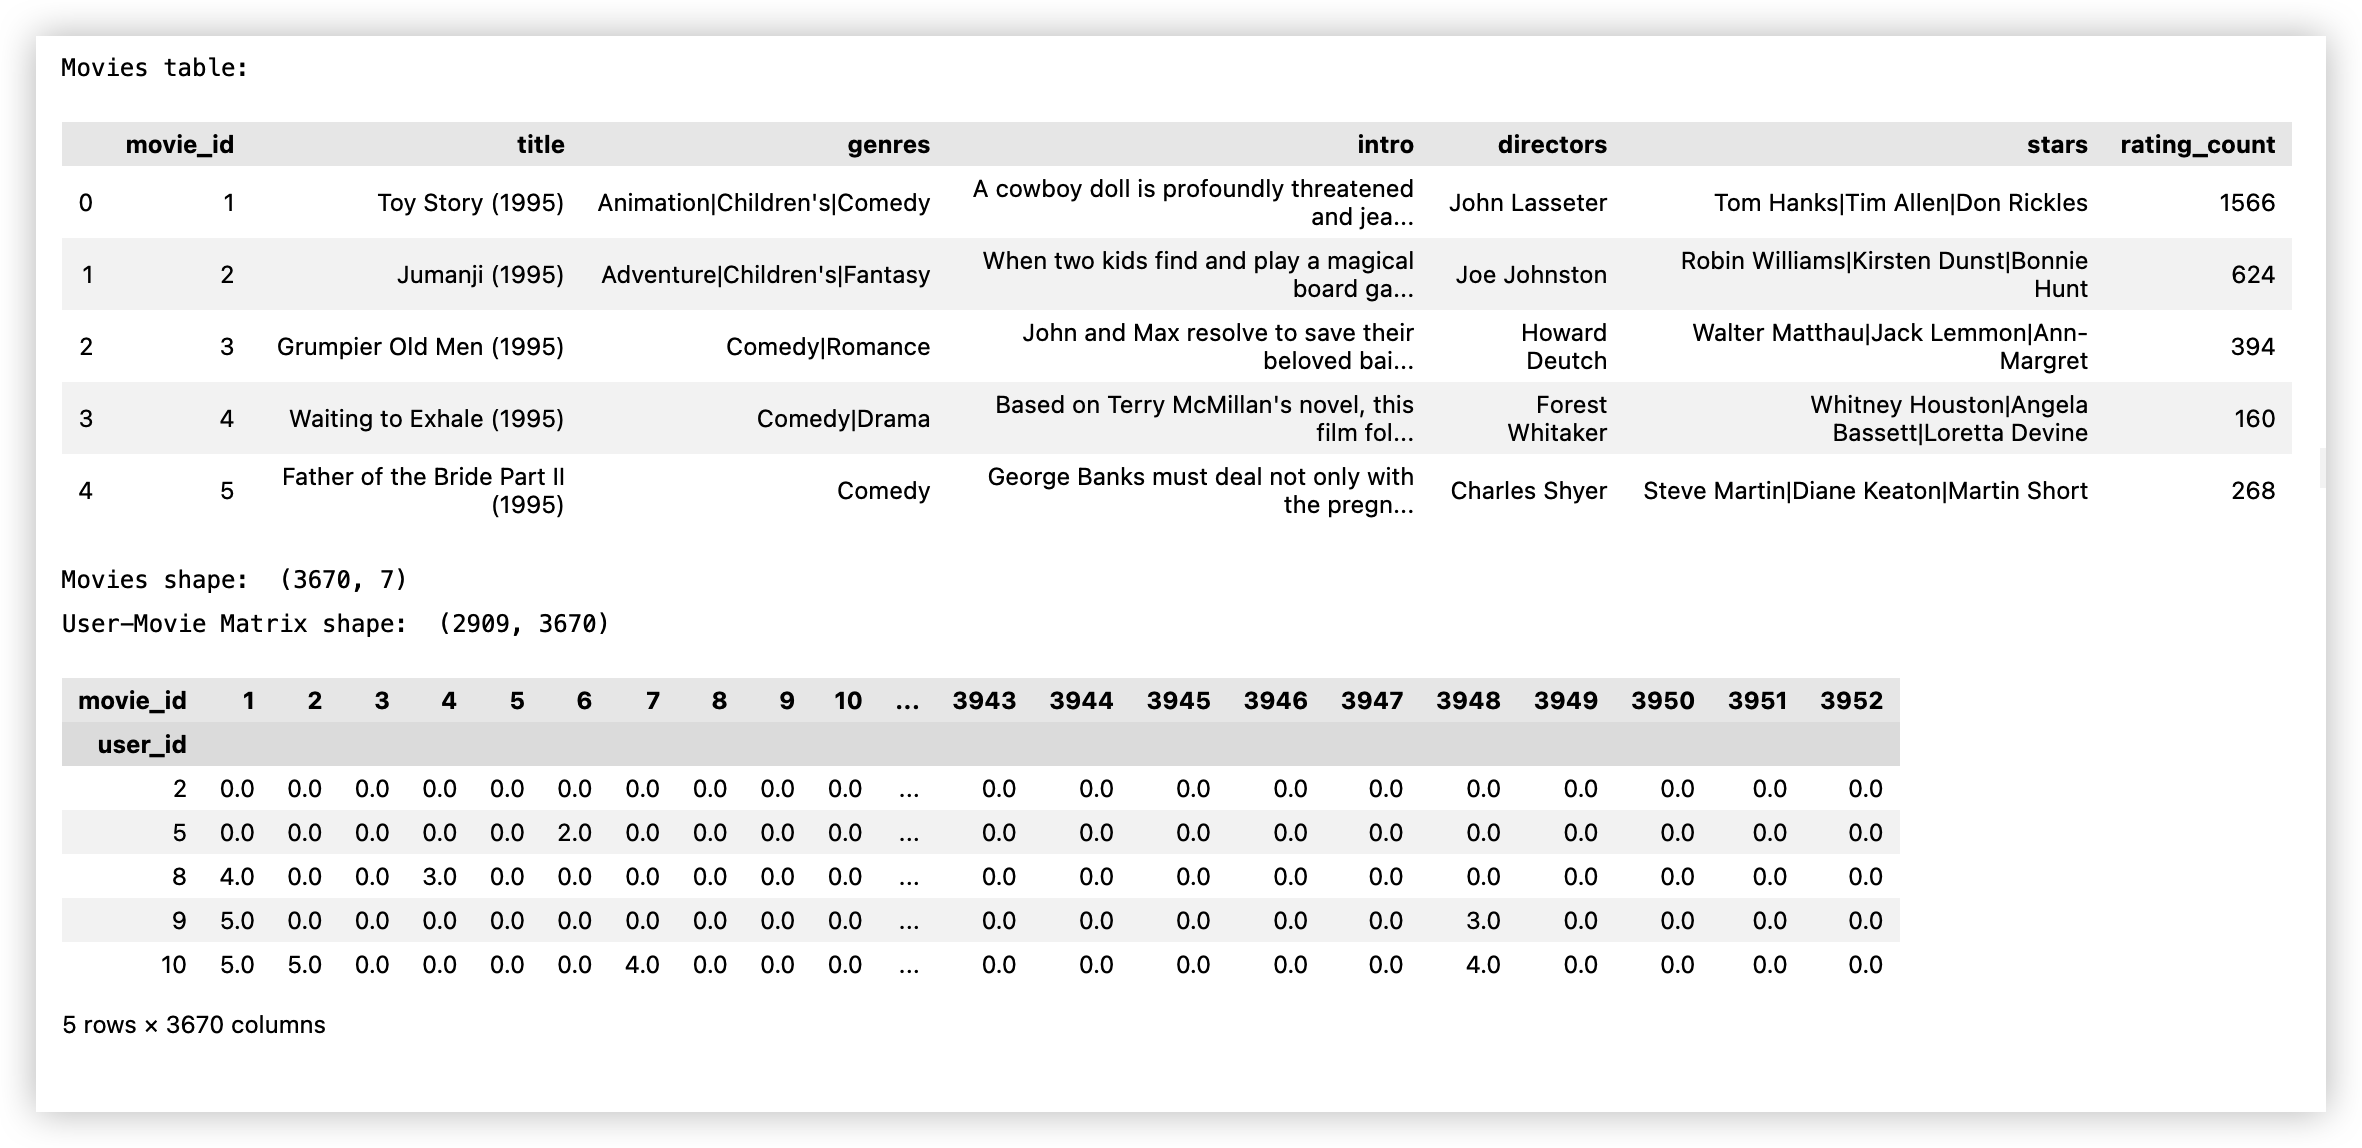 Movies table:
movie_id title genres intro directors stars rating_count
0 1 Toy Story (1995) Animation|Children's|Comedy A cowboy doll is profoundly threatened and jea... John Lasseter Tom Hanks|Tim Allen|Don Rickles 1566
1 2 Jumanji (1995) Adventure|Children's|Fantasy When two kids find and play a magical board ga... Joe Johnston Robin Williams|Kirsten Dunst|Bonnie Hunt 624
2 3 Grumpier Old Men (1995) Comedy|Romance John and Max resolve to save their beloved bai... Howard Deutch Walter Matthau|Jack Lemmon|Ann-Margret 394
3 4 Waiting to Exhale (1995) Comedy|Drama Based on Terry McMillan's novel, this film fol... Forest Whitaker Whitney Houston|Angela Bassett|Loretta Devine 160
4 5 Father of the Bride Part II (1995) Comedy George Banks must deal not only with the pregn... Charles Shyer Steve Martin|Diane Keaton|Martin Short 268
Movies shape: (3670, 7)
User-Movie Matrix shape: (2909, 3670)
movie_id 1 2 3 4 5 6 7 8 9 10 ... 3943 3944 3945 3946 3947 3948 3949 3950 3951 3952
user_id
2 0.0 0.0 0.0 0.0 0.0 0.0 0.0 0.0 0.0 0.0 ... 0.0 0.0 0.0 0.0 0.0 0.0 0.0 0.0 0.0 0.0
5 0.0 0.0 0.0 0.0 0.0 2.0 0.0 0.0 0.0 0.0 ... 0.0 0.0 0.0 0.0 0.0 0.0 0.0 0.0 0.0 0.0
8 4.0 0.0 0.0 3.0 0.0 0.0 0.0 0.0 0.0 0.0 ... 0.0 0.0 0.0 0.0 0.0 0.0 0.0 0.0 0.0 0.0
9 5.0 0.0 0.0 0.0 0.0 0.0 0.0 0.0 0.0 0.0 ... 0.0 0.0 0.0 0.0 0.0 3.0 0.0 0.0 0.0 0.0
10 5.0 5.0 0.0 0.0 0.0 0.0 4.0 0.0 0.0 0.0 ... 0.0 0.0 0.0 0.0 0.0 4.0 0.0 0.0 0.0 0.0
5 rows × 3670 columns